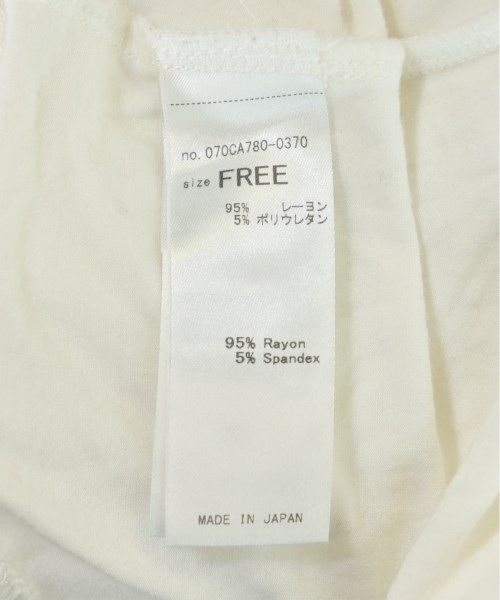 no. 070CA780-0370
size FREE
95% レーヨン
5% ポリウレタン
95% Rayon
5% Spandex
MADE IN JAPAN